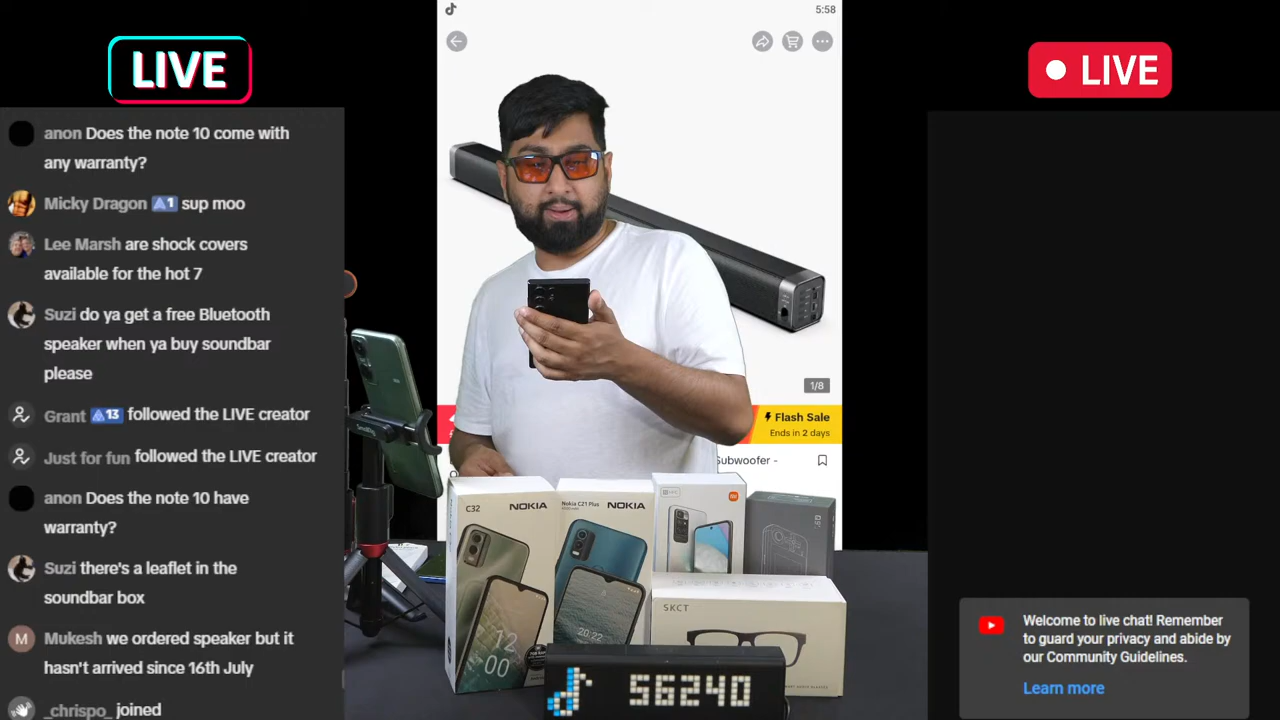 LIVE
anon Does the note 10 come with
any warranty?
Micky Dragon 1 sup moo
Lee Marsh are shock covers
available for the hot 7
Suzi do ya get a free Bluetooth
speaker when ya buy soundbar
please
Grant 13 followed the LIVE creator
Just for fun followed the LIVE creator
anon Does the note 10 have
warranty?
Suzi there's a leaflet in the
soundbar box
M Mukesh we ordered speaker but it
hasn't arrived since 16th July
_chrispo_ joined
5:58
1/8
Flash Sale
Ends in 2 days
Subwoofer -
C32 NOKIA
12
00
Nokia C21 Plus NOKIA
20:22
SKCT
56240
LIVE
Welcome to live chat! Remember
to guard your privacy and abide by
our Community Guidelines.
Learn more